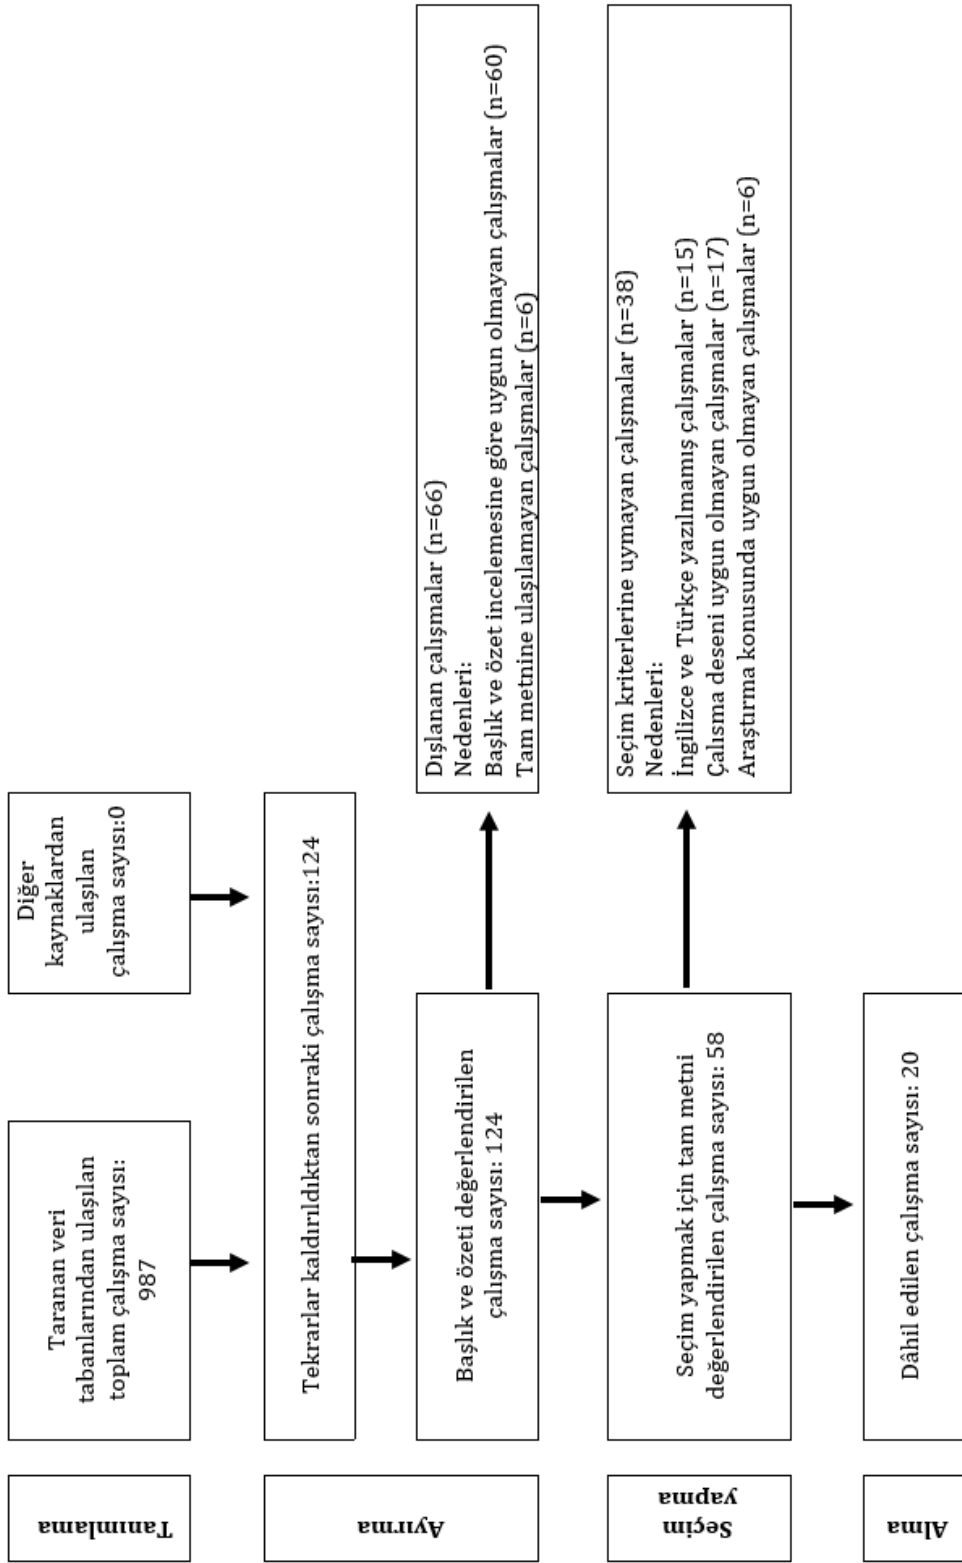 Tanımlama
Taranan veri
tabanlarından ulaşılan
toplam çalışma sayısı:
987
Diğer
kaynaklardan
ulaşılan
çalışma sayısı:0
Ayırma
Tekrarlar kaldırıldıktan sonraki çalışma sayısı:124
Başlık ve özeti değerlendirilen
çalışma sayısı: 124
Dışlanan çalışmalar (n=66)
Nedenleri:
Başlık ve özet incelemesine göre uygun olmayan çalışmalar (n=60)
Tam metnine ulaşılamayan çalışmalar (n=6)
Seçim
yapma
Seçim yapmak için tam metni
değerlendirilen çalışma sayısı: 58
Seçim kriterlerine uymayan çalışmalar (n=38)
Nedenleri:
İngilizce ve Türkçe yazılmamış çalışmalar (n=15)
Çalısma deseni uygun olmayan çalışmalar (n=17)
Araştırma konusunda uygun olmayan çalışmalar (n=6)
Alma
Dâhil edilen çalışma sayısı: 20